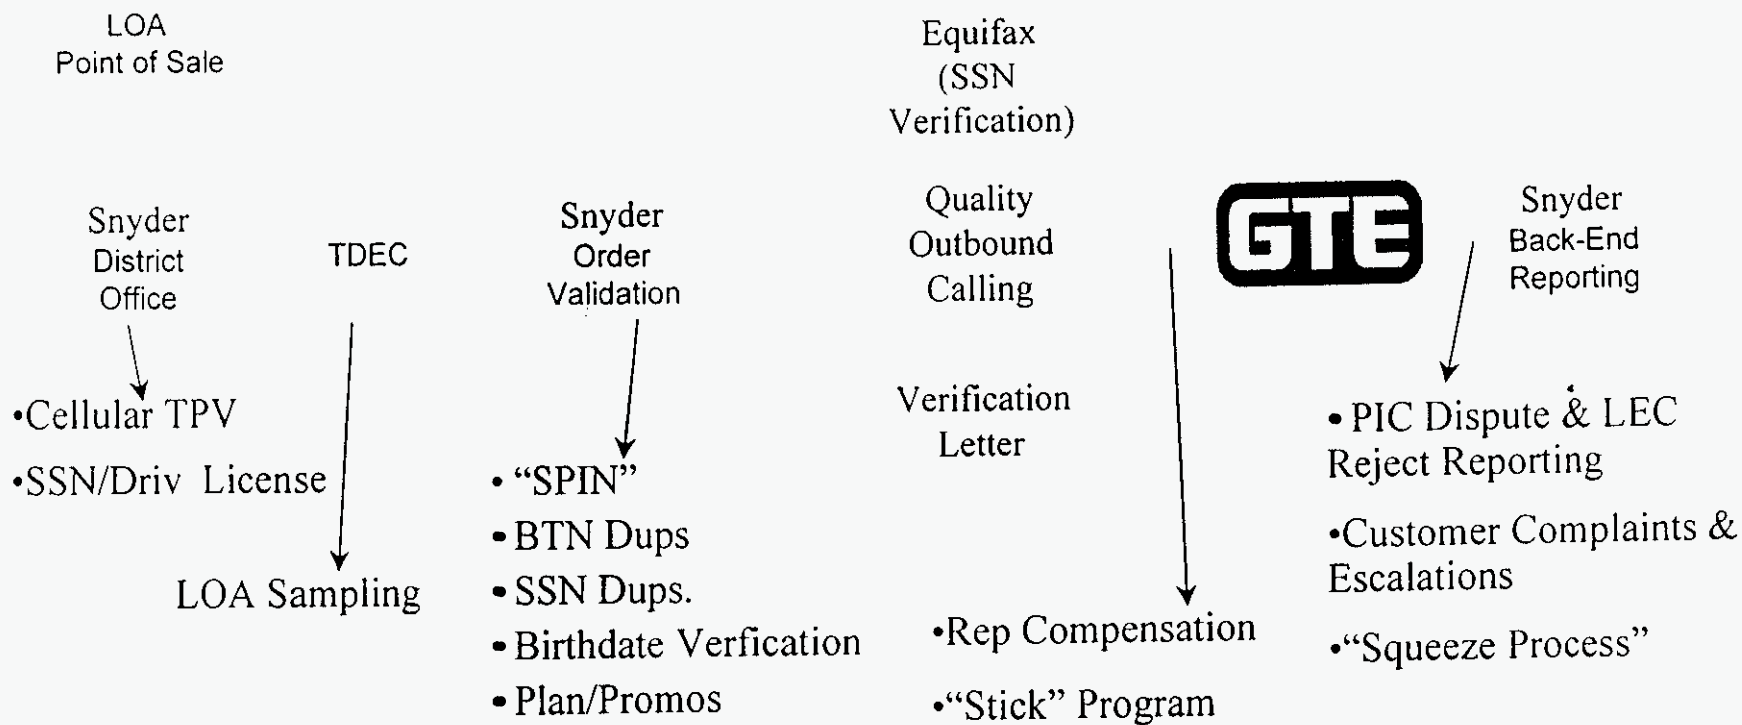 LOA
Point of Sale
Equifax
(SSN
Verification)
Snyder
District
Office
TDEC
Snyder
Order
Validation
Quality
Outbound
Calling
GTE
Snyder
Back-End
Reporting
•Cellular TPV
•SSN/Driv License
LOA Sampling
• “SPIN”
• BTN Dups
• SSN Dups.
• Birthdate Verfication
• Plan/Promos
Verification
Letter
•Rep Compensation
•“Stick” Program
• PIC Dispute & LEC
Reject Reporting
•Customer Complaints &
Escalations
•“Squeeze Process”